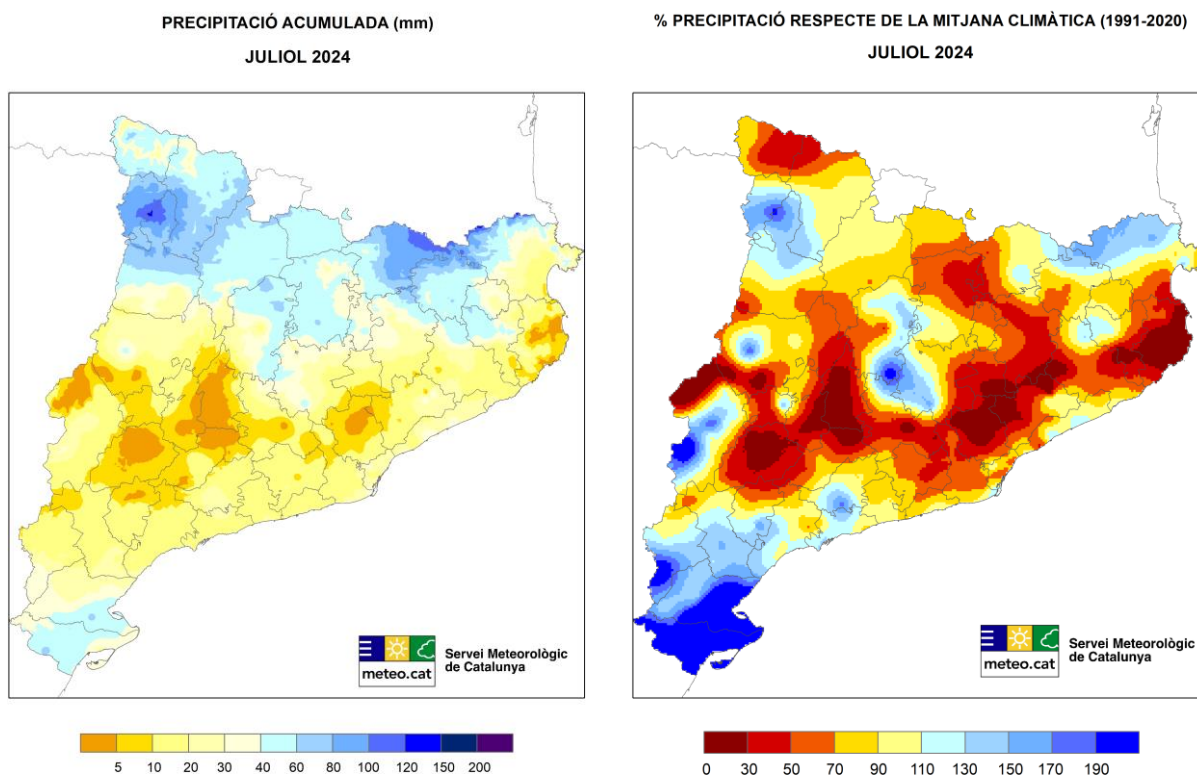 PRECIPITACIÓ ACUMULADA (mm)
JULIOL 2024
% PRECIPITACIÓ RESPECTE DE LA MITJANA CLIMÀTICA (1991-2020)
JULIOL 2024
meteo.cat
Servei Meteorològic
de Catalunya
meteo.cat
Servei Meteorològic
de Catalunya
5 10 20 30 40 60 80 100 120 150 200
0 30 50 70 90 110 130 150 170 190